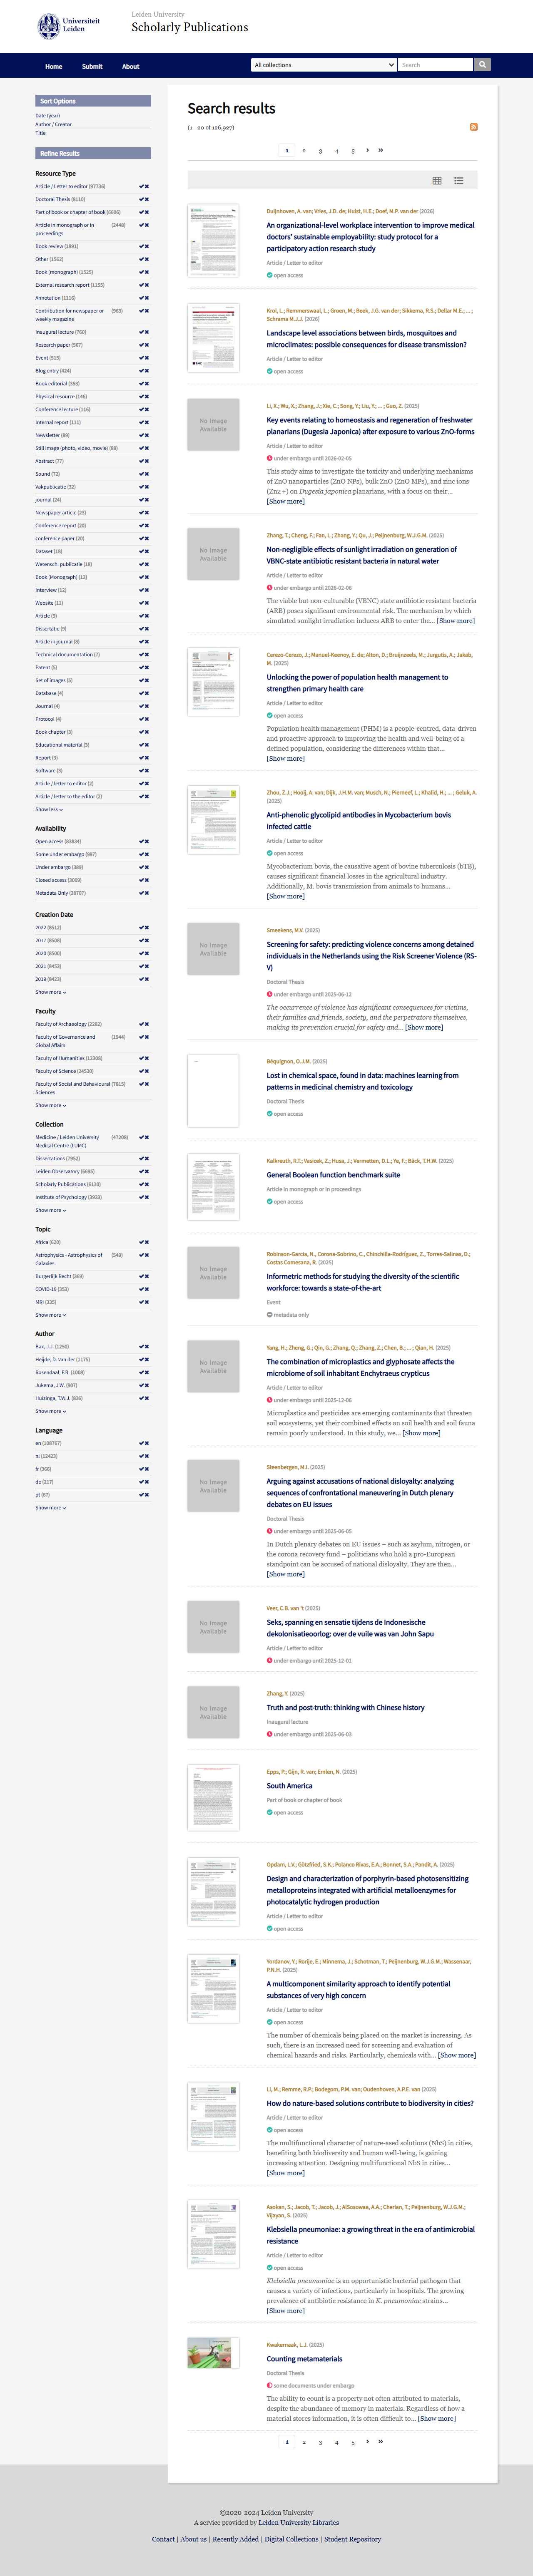 Universiteit
Leiden
Leiden University
Scholarly Publications
Home Submit About
All collections
Search
Sort Options
Date (year)
Author / Creator
Title
Refine Results
Resource Type
Article / Letter to editor (97736)
Doctoral Thesis (8110)
Part of book or chapter of book (6606)
Article in monograph or in (2448)
proceedings
Book review (1891)
Other (1562)
Book (monograph) (1525)
External research report (1155)
Annotation (1116)
Contribution for newspaper or (963)
weekly magazine
Inaugural lecture (760)
Research paper (567)
Event (515)
Blog entry (424)
Book editorial (353)
Physical resource (146)
Conference lecture (116)
Internal report (111)
Newsletter (89)
Still image (photo, video, movie) (88)
Abstract (77)
Sound (72)
Vakpublicatie (32)
journal (24)
Newspaper article (23)
Conference report (20)
conference paper (20)
Dataset (18)
Wetensch. publicatie (18)
Book (Monograph) (13)
Interview (12)
Website (11)
Article (9)
Dissertatie (9)
Article in journal (8)
Technical documentation (7)
Patent (5)
Set of images (5)
Database (4)
Journal (4)
Protocol (4)
Book chapter (3)
Educational material (3)
Report (3)
Software (3)
Article / letter to editor (2)
Article / letter to the editor (2)
Show less
Availability
Open access (83834)
Some under embargo (987)
Under embargo (389)
Closed access (3009)
Metadata Only (38707)
Creation Date
2022 (8512)
2017 (8508)
2020 (8500)
2021 (8453)
2019 (8423)
Show more
Faculty
Faculty of Archaeology (2282)
Faculty of Governance and (1944)
Global Affairs
Faculty of Humanities (12308)
Faculty of Science (24530)
Faculty of Social and Behavioural (7815)
Sciences
Show more
Collection
Medicine / Leiden University (47208)
Medical Centre (LUMC)
Dissertations (7952)
Leiden Observatory (6695)
Scholarly Publications (6130)
Institute of Psychology (3933)
Show more
Topic
Africa (620)
Astrophysics - Astrophysics of (549)
Galaxies
Burgerlijk Recht (369)
COVID-19 (353)
MRI (335)
Show more
Author
Bax, J.J. (1250)
Heijde, D. van der (1175)
Rosendaal, F.R. (1008)
Jukema, J.W. (907)
Huizinga, T.W.J. (836)
Show more
Language
en (108767)
nl (12423)
fr (366)
de (217)
pt (67)
Show more
Search results
(1 - 20 of 126,927)
1 2 3 4 5 › »
Duijnhoven, A. van; Vries, J.D. de; Hulst, H.E.; Doef, M.P. van der (2026)
An organizational-level workplace intervention to improve medical
doctors' sustainable employability: study protocol for a
participatory action research study
Article / Letter to editor
open access
Krol, L.; Remmerswaal, L.; Groen, M.; Beek, J.G. van der; Sikkema, R.S.; Dellar M.E.; ... ;
Schrama M.J.J. (2026)
Landscape level associations between birds, mosquitoes and
microclimates: possible consequences for disease transmission?
Article / Letter to editor
open access
No Image
Available
Li, X.; Wu, X.; Zhang, J.; Xie, C.; Song, Y.; Liu, Y.; ... ; Guo, Z. (2025)
Key events relating to homeostasis and regeneration of freshwater
planarians (Dugesia Japonica) after exposure to various ZnO-forms
Article / Letter to editor
under embargo until 2026-02-05
This study aims to investigate the toxicity and underlying mechanisms
of ZnO nanoparticles (ZnO NPs), bulk ZnO (ZnO MPs), and zinc ions
(Zn2 +) on Dugesia japonica planarians, with a focus on their...
[Show more]
No Image
Available
Zhang, T.; Cheng, F.; Fan, L.; Zhang, Y.; Qu, J.; Peijnenburg, W.J.G.M. (2025)
Non-negligible effects of sunlight irradiation on generation of
VBNC-state antibiotic resistant bacteria in natural water
Article / Letter to editor
under embargo until 2026-02-06
The viable but non-culturable (VBNC) state antibiotic resistant bacteria
(ARB) poses significant environmental risk. The mechanism by which
simulated sunlight irradiation induces ARB to enter the... [Show more]
Cerezo-Cerezo, J.; Manuel-Keenoy, E. de; Alton, D.; Bruijnzeels, M.; Jurgutis, A.; Jakab,
M. (2025)
Unlocking the power of population health management to
strengthen primary health care
Article / Letter to editor
open access
Population health management (PHM) is a people-centred, data-driven
and proactive approach to improving the health and well-being of a
defined population, considering the differences within that...
[Show more]
Zhou, Z.J.; Hooij, A. van; Dijk, J.H.M. van; Musch, N.; Pierneef, L.; Khalid, H.; ... ; Geluk, A.
(2025)
Anti-phenolic glycolipid antibodies in Mycobacterium bovis
infected cattle
Article / Letter to editor
open access
Mycobacterium bovis, the causative agent of bovine tuberculosis (bTB),
causes significant financial losses in the agricultural industry.
Additionally, M. bovis transmission from animals to humans...
[Show more]
No Image
Available
Smeekens, M.V. (2025)
Screening for safety: predicting violence concerns among detained
individuals in the Netherlands using the Risk Screener Violence (RS-
V)
Doctoral Thesis
under embargo until 2025-06-12
The occurrence of violence has significant consequences for victims,
their families and friends, society, and the perpetrators themselves,
making its prevention crucial for safety and... [Show more]
Béquignon, O.J.M. (2025)
Lost in chemical space, found in data: machines learning from
patterns in medicinal chemistry and toxicology
Doctoral Thesis
open access
Kalkreuth, R.T.; Vasicek, Z.; Husa, J.; Vermetten, D.L.; Ye, F.; Bäck, T.H.W. (2025)
General Boolean function benchmark suite
Article in monograph or in proceedings
open access
No Image
Available
Robinson-Garcia, N., Corona-Sobrino, C., Chinchilla-Rodríguez, Z., Torres-Salinas, D.;
Costas Comesana, R. (2025)
Informetric methods for studying the diversity of the scientific
workforce: towards a state-of-the-art
Event
metadata only
No Image
Available
Yang, H.; Zheng, G.; Qin, G.; Zhang, Q.; Zhang, Z.; Chen, B.; ... ; Qian, H. (2025)
The combination of microplastics and glyphosate affects the
microbiome of soil inhabitant Enchytraeus crypticus
Article / Letter to editor
under embargo until 2025-12-06
Microplastics and pesticides are emerging contaminants that threaten
soil ecosystems, yet their combined effects on soil health and soil fauna
remain poorly understood. In this study, we... [Show more]
No Image
Available
Steenbergen, M.I. (2025)
Arguing against accusations of national disloyalty: analyzing
sequences of confrontational maneuvering in Dutch plenary
debates on EU issues
Doctoral Thesis
under embargo until 2025-06-05
In Dutch plenary debates on EU issues – such as asylum, nitrogen, or
the corona recovery fund – politicians who hold a pro-European
standpoint can be accused of national disloyalty. They are then...
[Show more]
No Image
Available
Veer, C.B. van 't (2025)
Seks, spanning en sensatie tijdens de Indonesische
dekolonisatieoorlog: over de vuile was van John Sapu
Article / Letter to editor
under embargo until 2025-12-01
No Image
Available
Zhang, Y. (2025)
Truth and post-truth: thinking with Chinese history
Inaugural lecture
under embargo until 2025-06-03
Epps, P.; Gijn, R. van; Emlen, N. (2025)
South America
Part of book or chapter of book
open access
Opdam, L.V.; Götzfried, S.K.; Polanco Rivas, E.A.; Bonnet, S.A.; Pandit, A. (2025)
Design and characterization of porphyrin-based photosensitizing
metalloproteins integrated with artificial metalloenzymes for
photocatalytic hydrogen production
Article / Letter to editor
open access
Yordanov, Y.; Rorije, E.; Minnema, J.; Schotman, T.; Peijnenburg, W.J.G.M.; Wassenaar,
P.N.H. (2025)
A multicomponent similarity approach to identify potential
substances of very high concern
Article / Letter to editor
open access
The number of chemicals being placed on the market is increasing. As
such, there is an increased need for screening and evaluation of
chemical hazards and risks. Particularly, chemicals with... [Show more]
Li, M.; Remme, R.P.; Bodegom, P.M. van; Oudenhoven, A.P.E. van (2025)
How do nature-based solutions contribute to biodiversity in cities?
Article / Letter to editor
open access
The multifunctional character of nature-ased solutions (NbS) in cities,
benefiting both biodiversity and human well-being, is gaining
increasing attention. Designing multifunctional NbS in cities...
[Show more]
Asokan, S.; Jacob, T.; Jacob, J.; AlSosowaa, A.A.; Cherian, T.; Peijnenburg, W.J.G.M.;
Vijayan, S. (2025)
Klebsiella pneumoniae: a growing threat in the era of antimicrobial
resistance
Article / Letter to editor
open access
Klebsiella pneumoniae is an opportunistic bacterial pathogen that
causes a variety of infections, particularly in hospitals. The growing
prevalence of antibiotic resistance in K. pneumoniae strains...
[Show more]
Kwakernaak, L.J. (2025)
Counting metamaterials
Doctoral Thesis
some documents under embargo
The ability to count is a property not often attributed to materials,
despite the abundance of memory in materials. Regardless of how a
material stores information, it is often difficult to... [Show more]
1 2 3 4 5 › »
©2020-2024 Leiden University
A service provided by Leiden University Libraries
Contact | About us | Recently Added | Digital Collections | Student Repository